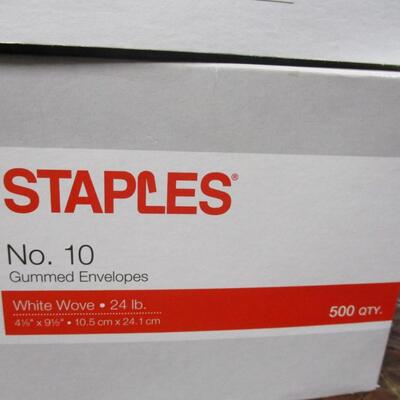 STAPLES®
No. 10
Gummed Envelopes
White Wove • 24 lb.
4⅛" x 9½" • 10.5 cm x 24.1 cm
500 QTY.